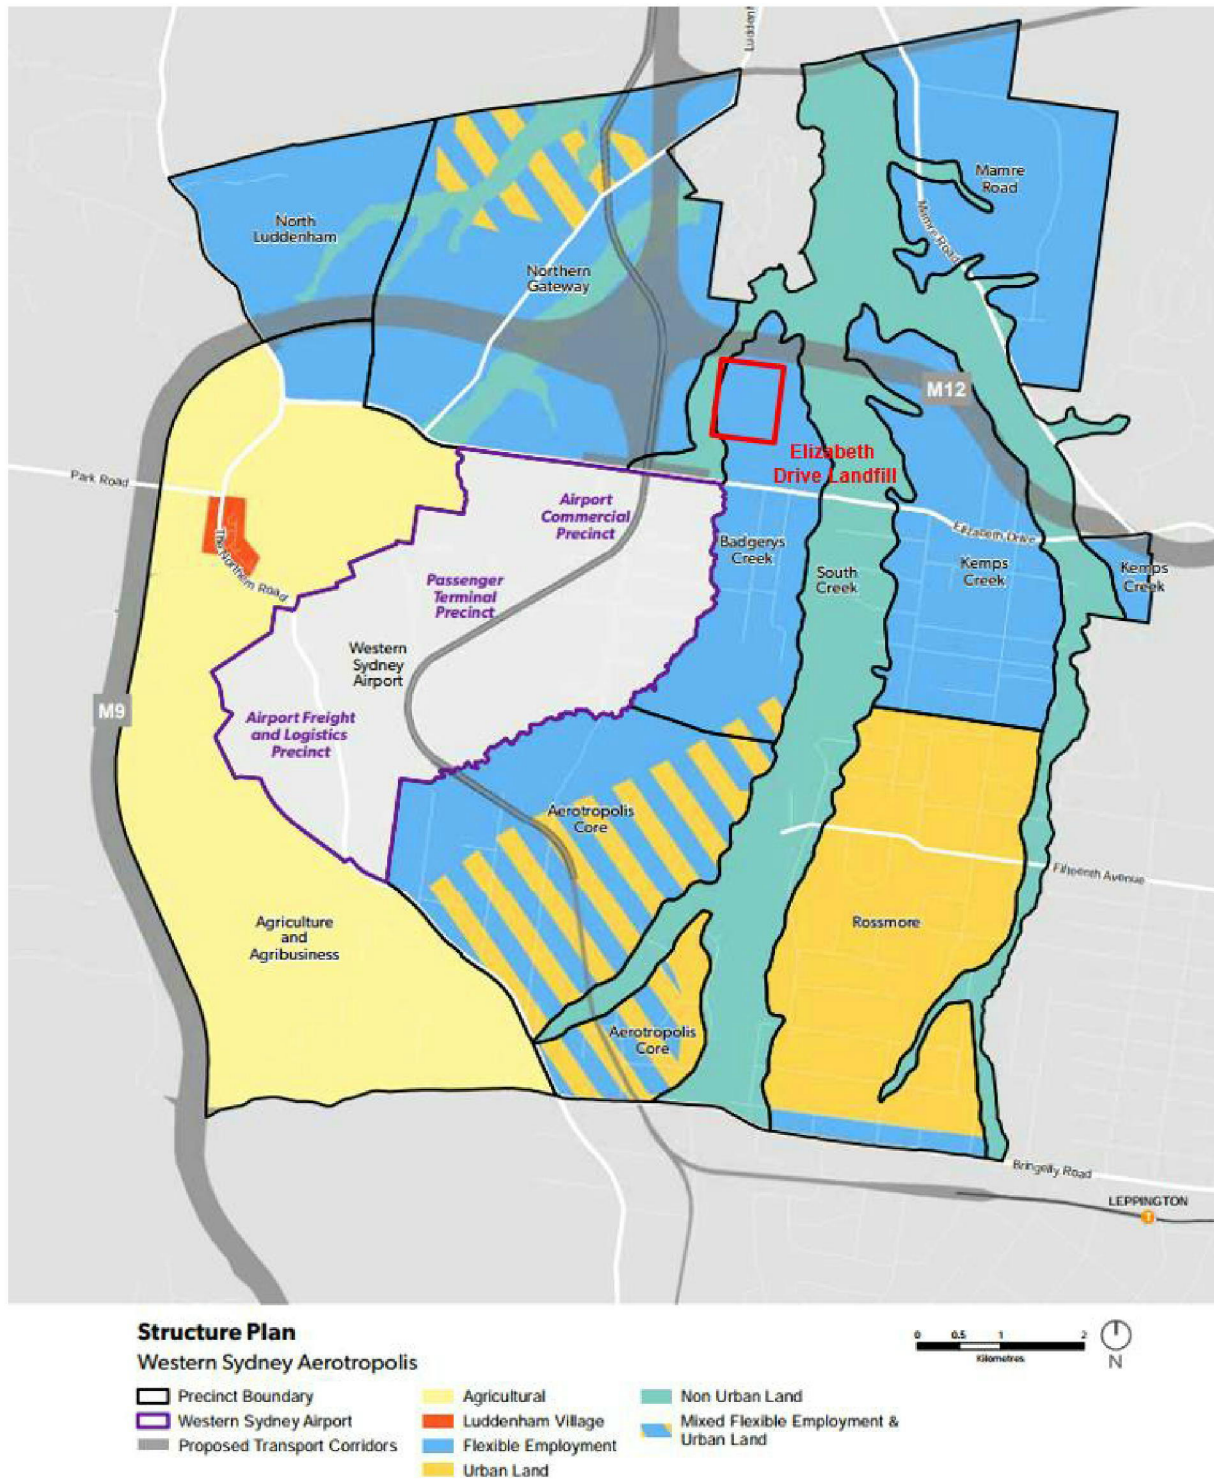 Mamre
Road
Mamre Road
North
Luddenham
Northern
Gateway
M12
Elizabeth
Drive Landfill
Park Road
Airport
Commercial
Precinct
Elizabeth Drive
Badgerys
Creek
The Northern Road
Passenger
Terminal
Precinct
South
Creek
Kemps
Creek
Kemps
Creek
Western
Sydney
Airport
M9
Airport Freight
and Logistics
Precinct
Aerotropolis
Core
Fifteenth Avenue
Agriculture
and
Agribusiness
Rossmore
Aerotropolis
Core
Bringelly Road
LEPPINGTON
T
Structure Plan
Western Sydney Aerotropolis
0 0.5 1 2
Kilometres
N
Precinct Boundary
Western Sydney Airport
Proposed Transport Corridors
Agricultural
Luddenham Village
Flexible Employment
Urban Land
Non Urban Land
Mixed Flexible Employment &
Urban Land